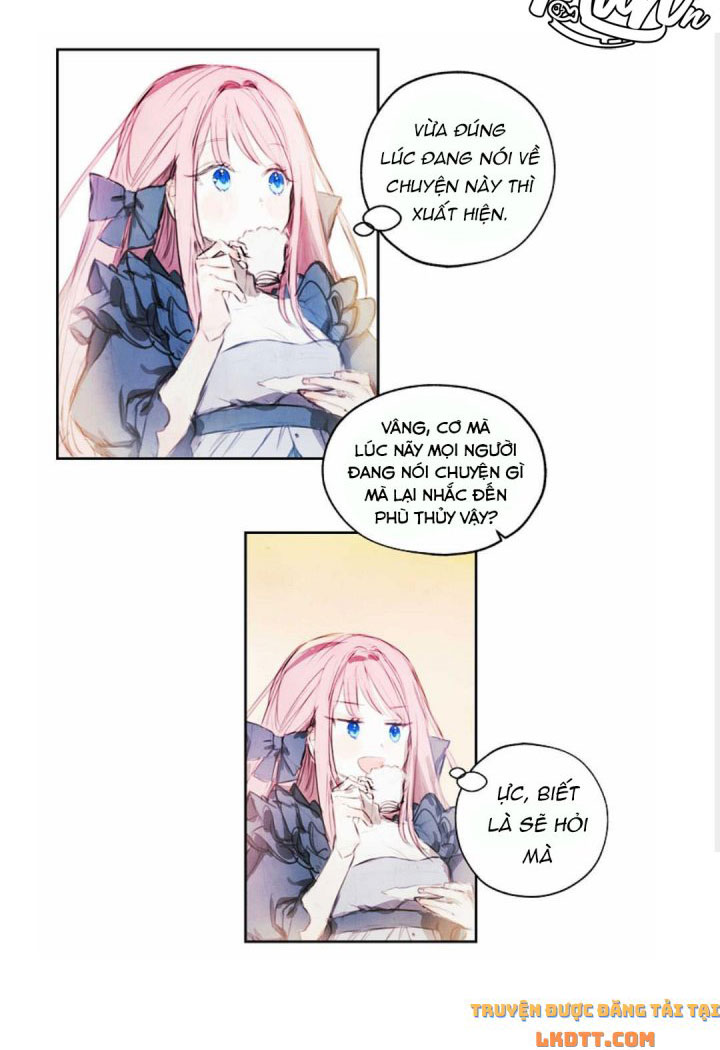 VỪA ĐÚNG
LÚC ĐANG NÓI VỀ
CHUYỆN NÀY THÌ
XUẤT HIỆN.
VÂNG, CƠ MÀ
LÚC NÃY MỌI NGƯỜI
ĐANG NÓI CHUYỆN GÌ
MÀ LẠI NHẮC ĐẾN
PHÙ THỦY VẬY?
ỰC, BIẾT
LÀ SẼ HỎI
MÀ
TRUYỆN ĐƯỢC ĐĂNG TẢI TẠI
LKDTT.COM